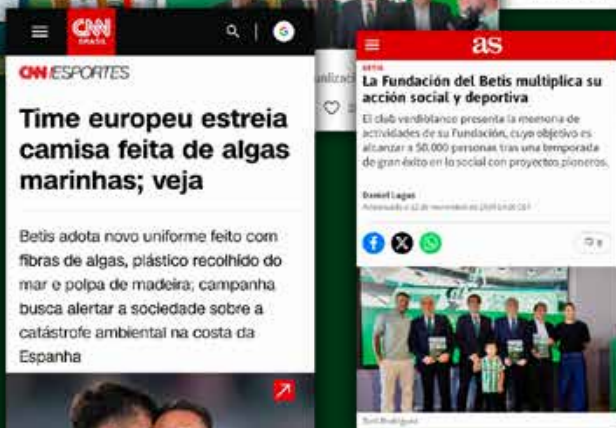 CNN
BRASIL
CNN ESPORTES
Time europeu estreia
camisa feita de algas
marinhas; veja
Betis adota novo uniforme feito com
fibras de algas, plástico recolhido do
mar e polpa de madeira; campanha
busca alertar a sociedade sobre a
catástrofe ambiental na costa da
Espanha
as
BETIS
La Fundación del Betis multiplica su
acción social y deportiva
El club verdiblanco presenta la memoria de
actividades de su Fundación, cuyo objetivo es
alcanzar a 50.000 personas tras una temporada
de gran éxito en lo social con proyectos pioneros.
Daniel Lagos